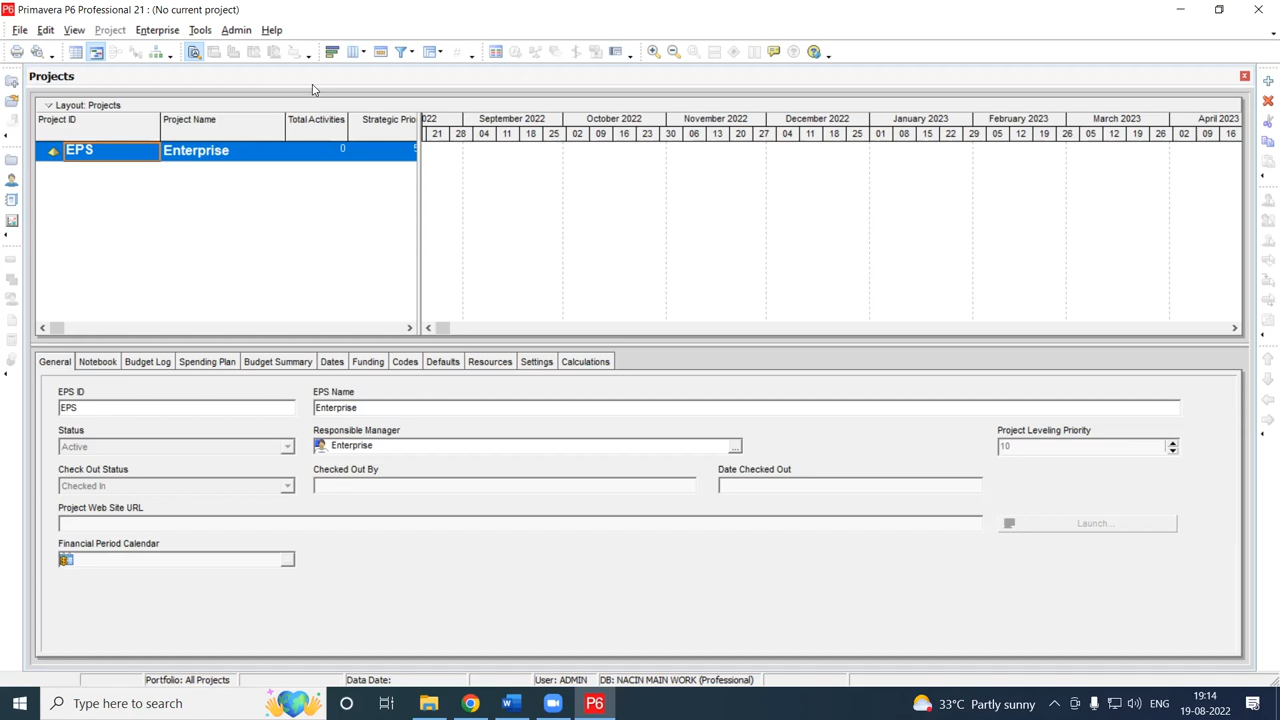 P6 Primavera P6 Professional 21 : (No current project)
File Edit View Project Enterprise Tools Admin Help
Projects
Layout: Projects
Project ID Project Name Total Activities Strategic Prio
022 September 2022 October 2022 November 2022 December 2022 January 2023 February 2023 March 2023 April 2023
21 28 04 11 18 25 02 09 16 23 30 06 13 20 27 04 11 18 25 01 08 15 22 29 05 12 19 26 05 12 19 26 02 09 16
EPS Enterprise 0 5
General Notebook Budget Log Spending Plan Budget Summary Dates Funding Codes Defaults Resources Settings Calculations
EPS ID EPS Name
EPS Enterprise
Status Responsible Manager Project Leveling Priority
Active Enterprise ... 10
Check Out Status Checked Out By Date Checked Out
Checked In
Project Web Site URL
Launch...
Financial Period Calendar
Portfolio: All Projects Data Date: User: ADMIN DB: NACIN MAIN WORK (Professional)
Type here to search W P6 33°C Partly sunny ENG 19:14
19-08-2022